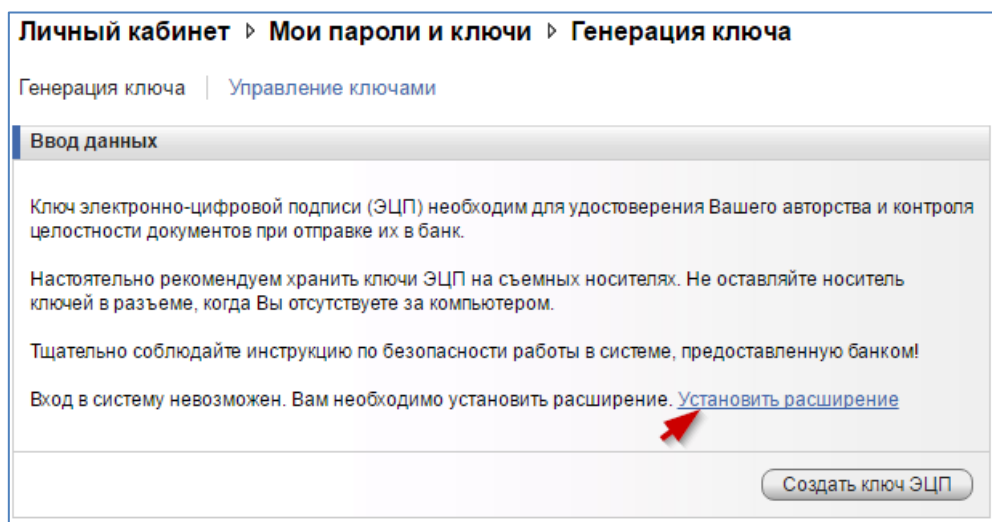 Личный кабинет ▷ Мои пароли и ключи ▷ Генерация ключа
Генерация ключа | Управление ключами
Ввод данных
Ключ электронно-цифровой подписи (ЭЦП) необходим для удостоверения Вашего авторства и контроля
целостности документов при отправке их в банк.
Настоятельно рекомендуем хранить ключи ЭЦП на съемных носителях. Не оставляйте носитель
ключей в разъеме, когда Вы отсутствуете за компьютером.
Тщательно соблюдайте инструкцию по безопасности работы в системе, предоставленную банком!
Вход в систему невозможен. Вам необходимо установить расширение. Установить расширение
Создать ключ ЭЦП